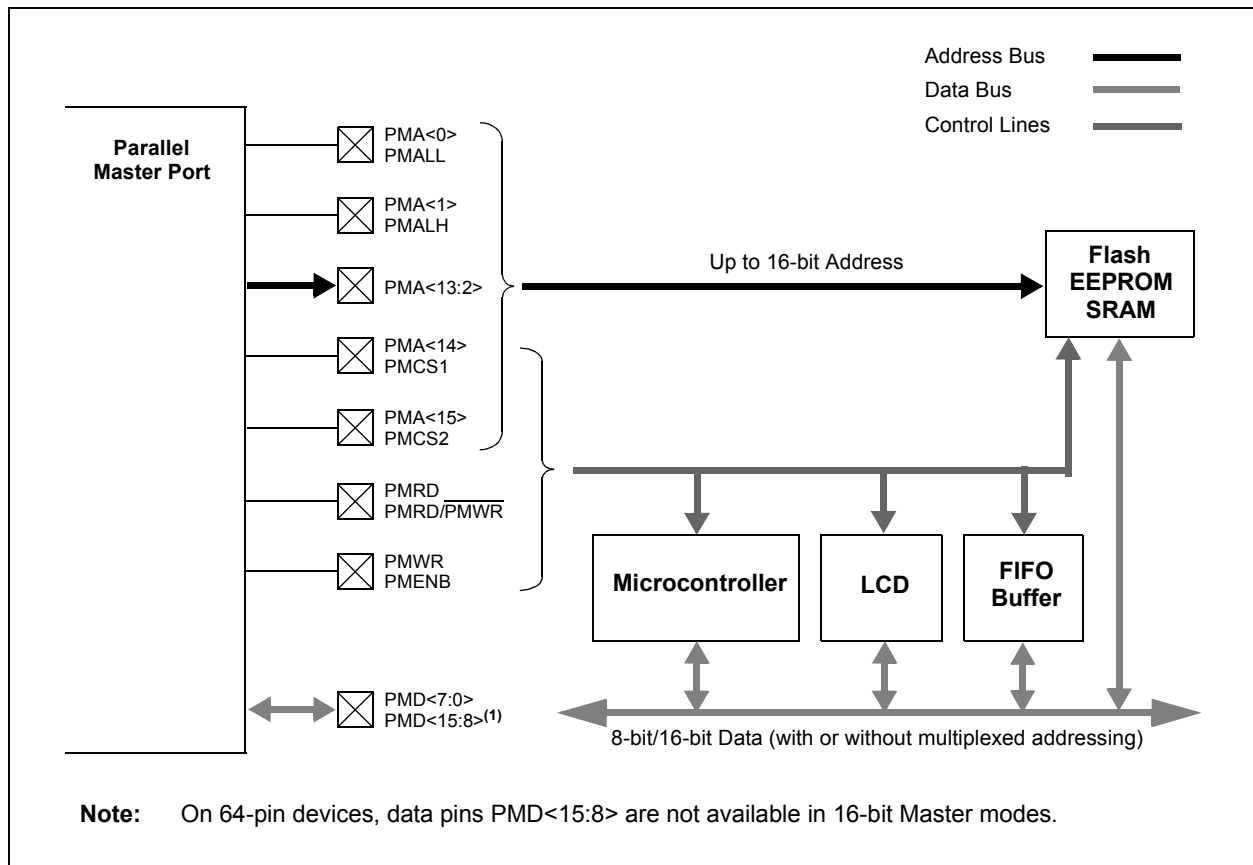 Address Bus
Data Bus
Control Lines
Parallel
Master Port
PMA<0>
PMALL
PMA<1>
PMALH
PMA<13:2>
PMA<14>
PMCS1
PMA<15>
PMCS2
PMRD
PMRD/PMWR
PMWR
PMENB
PMD<7:0>
PMD<15:8>(1)
Up to 16-bit Address
Flash
EEPROM
SRAM
Microcontroller
LCD
FIFO
Buffer
8-bit/16-bit Data (with or without multiplexed addressing)
Note: On 64-pin devices, data pins PMD<15:8> are not available in 16-bit Master modes.